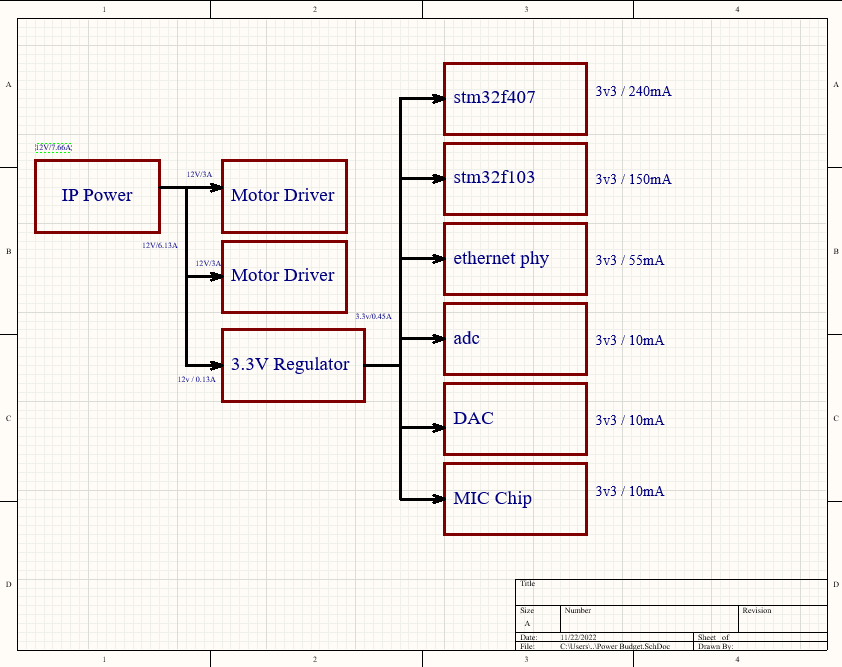 1 2 3 4
A A
stm32f407 3v3 / 240mA
12V/7.66A
12V/3A
stm32f103 3v3 / 150mA
IP Power Motor Driver
12V/6.13A
B B
ethernet phy 3v3 / 55mA
12V/3A
Motor Driver
3.3v/0.45A
adc 3v3 / 10mA
3.3V Regulator
12v / 0.13A
C C
DAC 3v3 / 10mA
MIC Chip 3v3 / 10mA
D D
Title
Size Number Revision
A
Date: 11/22/2022 Sheet of
File: C:\Users\..\Power Budget.SchDoc Drawn By:
1 2 3 4